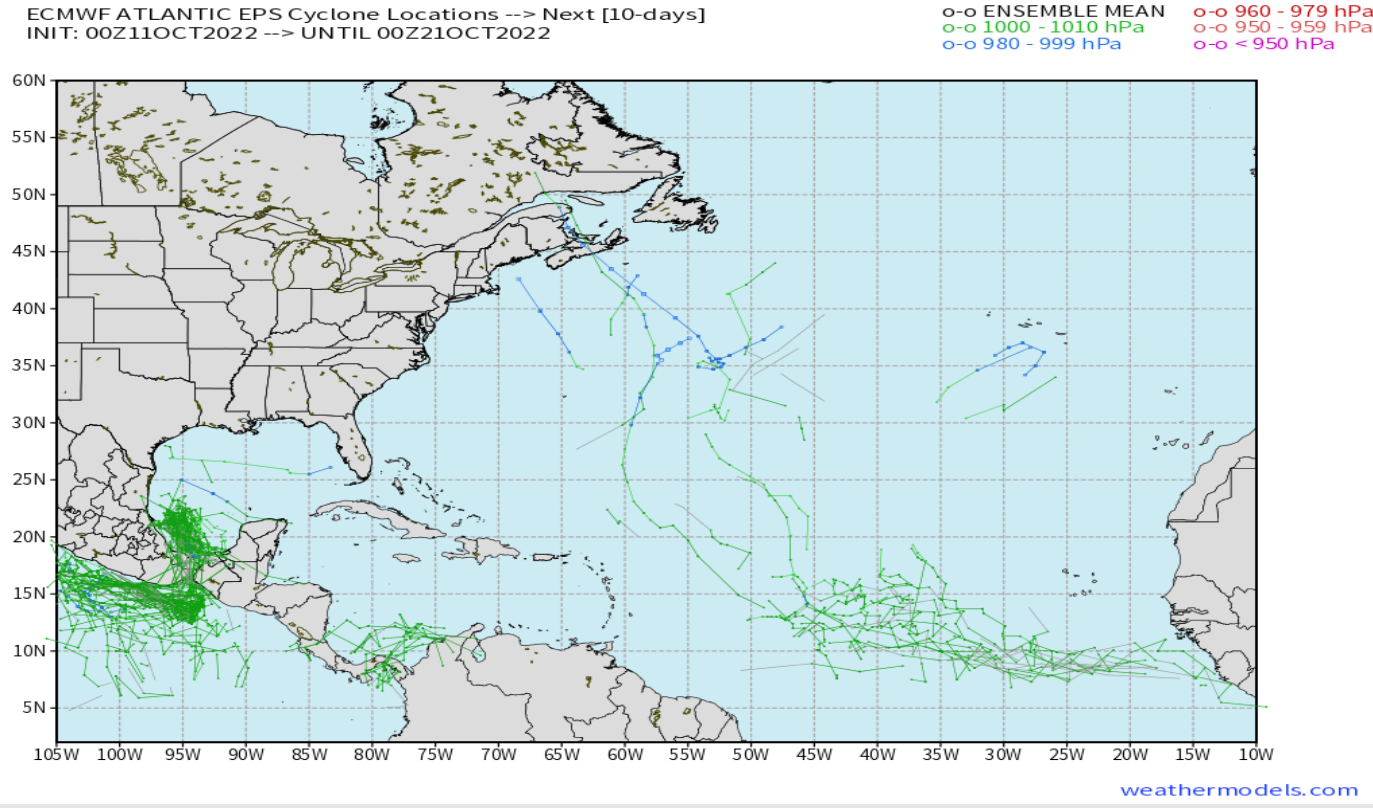 ECMWF ATLANTIC EPS Cyclone Locations --> Next [10-days]
INIT: 00Z11OCT2022 --> UNTIL 00Z21OCT2022
o-o ENSEMBLE MEAN
o-o 1000 - 1010 hPa
o-o 980 - 999 hPa
o-o 960 - 979 hPa
o-o 950 - 959 hPa
o-o < 950 hPa
60N
55N
50N
45N
40N
35N
30N
25N
20N
15N
10N
5N
105W 100W 95W 90W 85W 80W 75W 70W 65W 60W 55W 50W 45W 40W 35W 30W 25W 20W 15W 10W
weathermodels.com